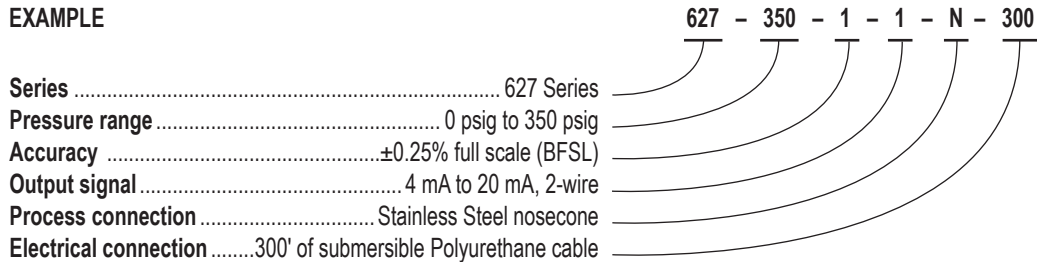 EXAMPLE 627 – 350 – 1 – 1 – N – 300
Series ........ 627 Series
Pressure range ........ 0 psig to 350 psig
Accuracy ........ ±0.25% full scale (BFSL)
Output signal ........ 4 mA to 20 mA, 2-wire
Process connection ........ Stainless Steel nosecone
Electrical connection ........ 300' of submersible Polyurethane cable